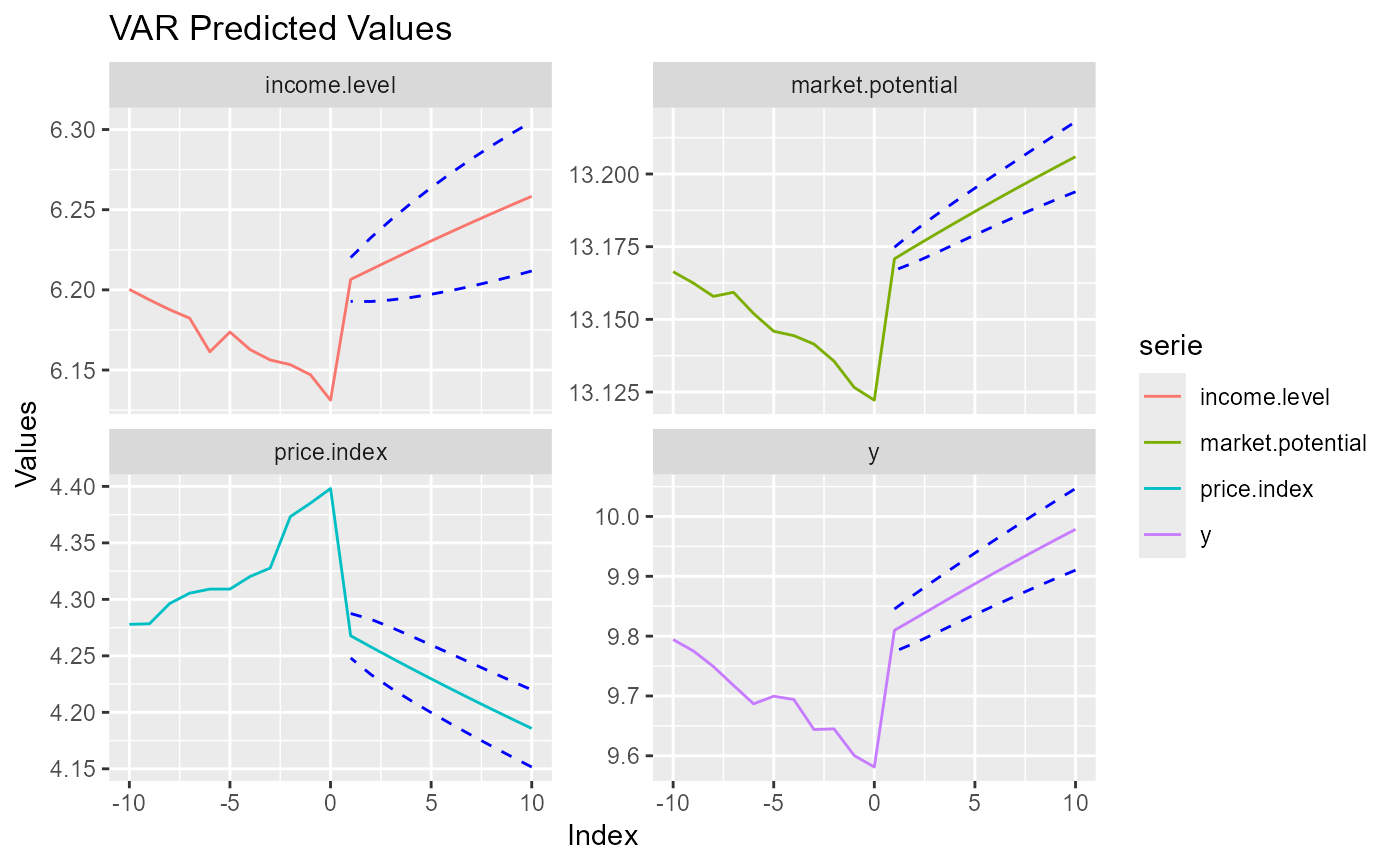 VAR Predicted Values
income.level
market.potential
6.30
6.25
6.20
6.15
13.200
13.175
13.150
13.125
price.index
y
4.40
4.35
4.30
4.25
4.20
4.15
10.0
9.9
9.8
9.7
9.6
-10 -5 0 5 10
-10 -5 0 5 10
Index
Values
serie
income.level
market.potential
price.index
y